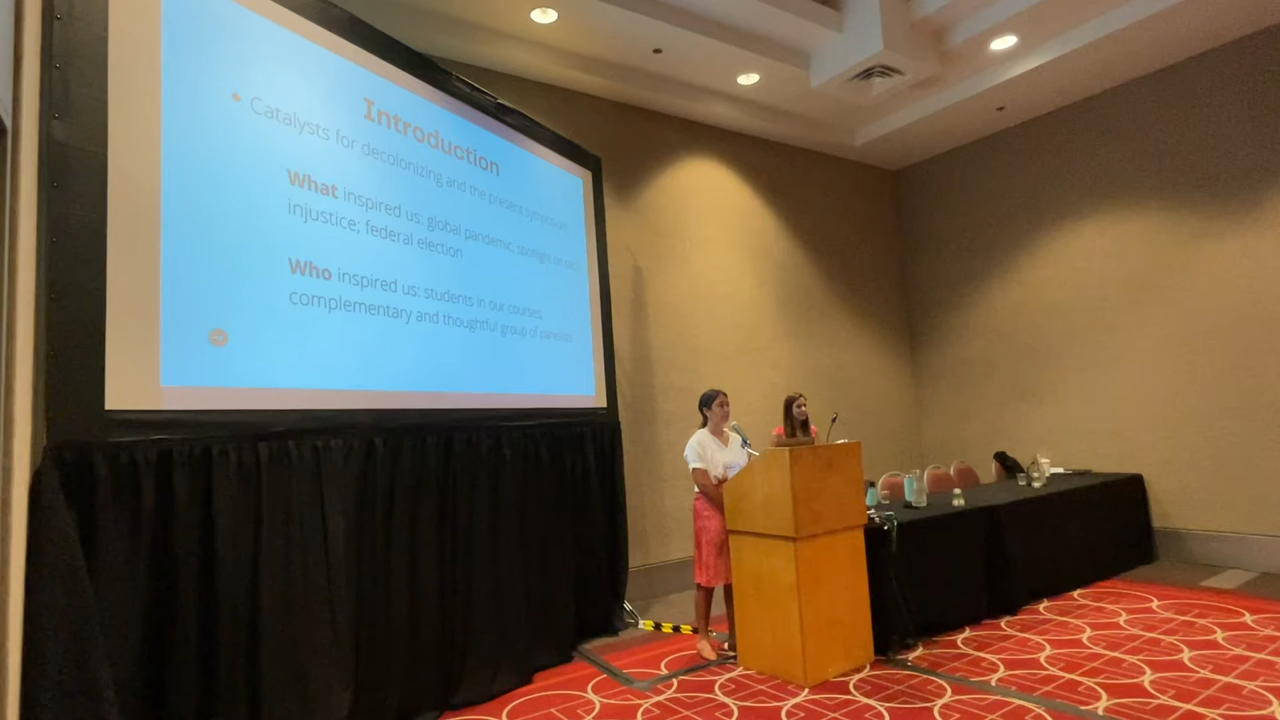 Introduction
• Catalysts for decolonizing and the present symposium
What inspired us: global pandemic; spotlight on racial
injustice; federal election
Who inspired us: students in our courses;
complementary and thoughtful group of panelists